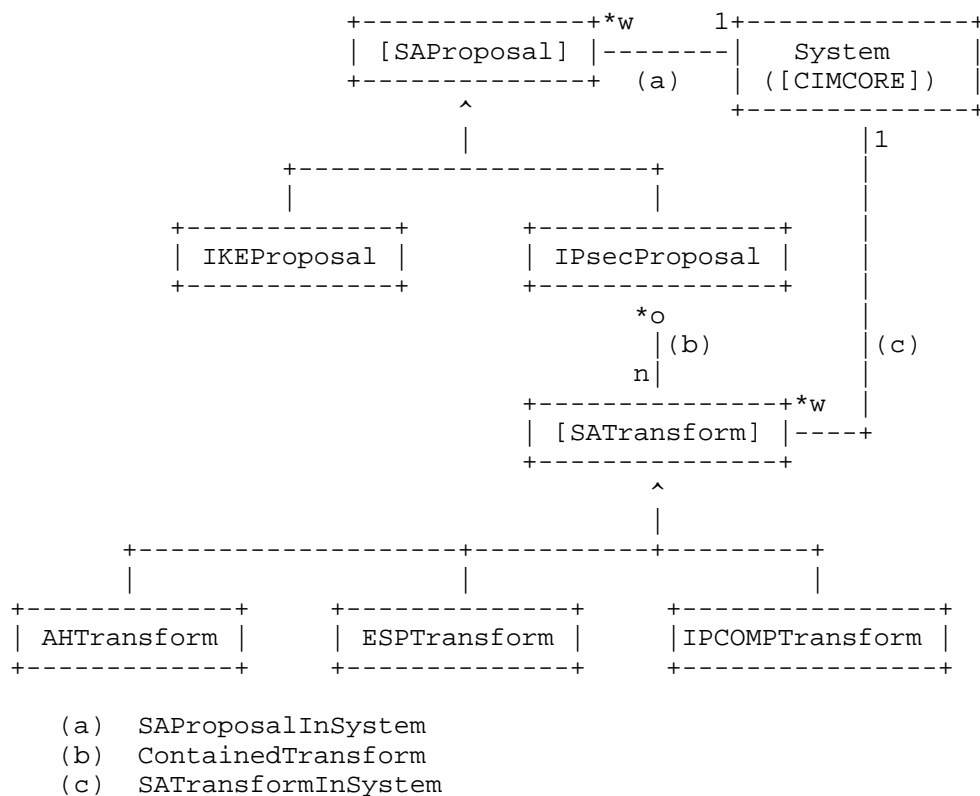 +--------------+*w      1+--------------+
| [SAProposal] |--------|    System    |
+--------------+  (a)   | ([CIMCORE])  |
^                +--------------+
|                       |1
+----------------------+            |
|                      |            |
+-------------+       +---------------+    |
| IKEProposal |       | IPsecProposal |    |
+-------------+       +---------------+    |
*o            |
|(b)         |(c)
n|            |
+---------------+*w  |
| [SATransform] |----+
+---------------+
^
|
+--------------------+-----------+---------+
|                    |                     |
+-------------+     +--------------+     +----------------+
| AHTransform |     | ESPTransform |     |IPCOMPTransform |
+-------------+     +--------------+     +----------------+
(a)  SAProposalInSystem
(b)  ContainedTransform
(c)  SATransformInSystem